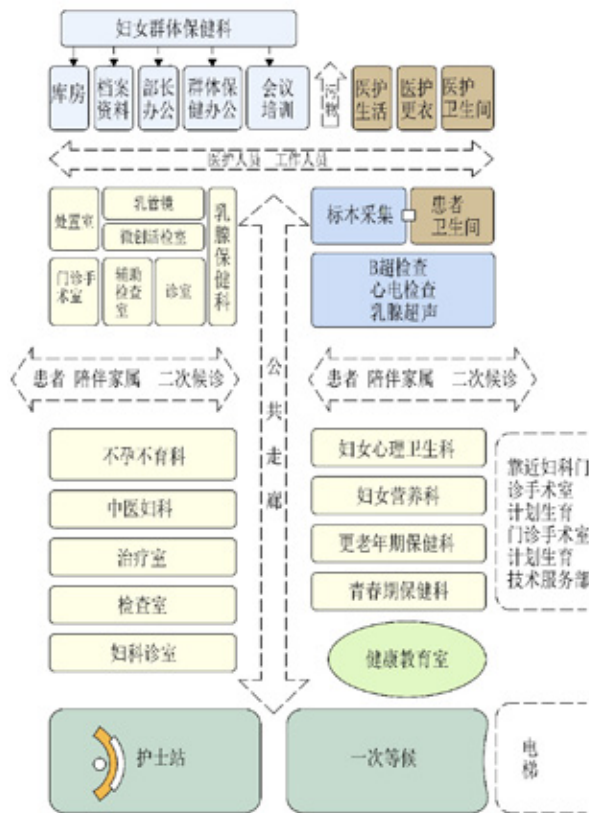 妇女群体保健科
库房
档案
资料
部长
办公
群体保
健办公
会议
培训
污物
医护
生活
医护
更衣
医护
卫生间
医护人员 工作人员
处置室
乳管镜
微创活检室
门诊手
术室
辅助
检查
室
诊室
乳腺保健科
标本采集
患者
卫生间
B超检查
心电检查
乳腺超声
患者 陪伴家属 二次候诊
公共走廊
患者 陪伴家属 二次候诊
不孕不育科
中医妇科
治疗室
检查室
妇科诊室
妇女心理卫生科
妇女营养科
更老年期保健科
青春期保健科
健康教育室
靠近妇科门
诊手术室
计划生育
门诊手术室
计划生育
技术服务部
护士站
一次等候
电梯